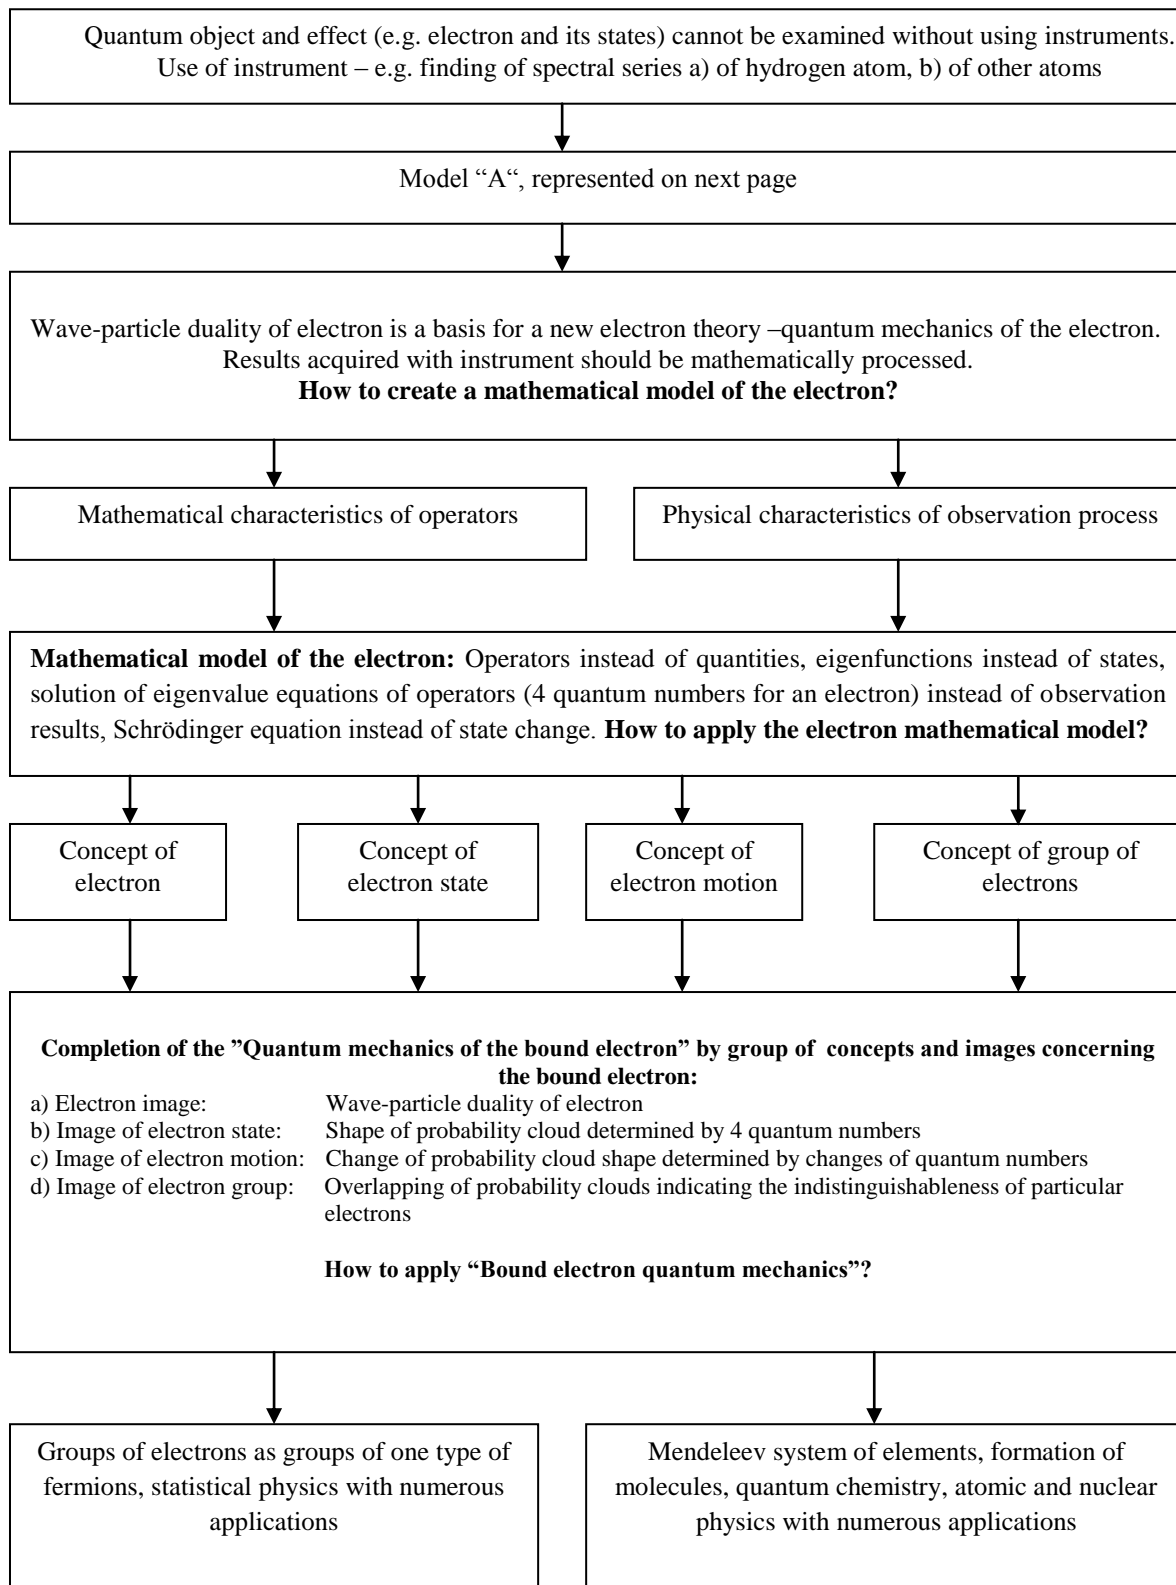 Quantum object and effect (e.g. electron and its states) cannot be examined without using instruments.
Use of instrument – e.g. finding of spectral series a) of hydrogen atom, b) of other atoms
Model “A“, represented on next page
Wave-particle duality of electron is a basis for a new electron theory –quantum mechanics of the electron.
Results acquired with instrument should be mathematically processed.
How to create a mathematical model of the electron?
Mathematical characteristics of operators
Physical characteristics of observation process
Mathematical model of the electron: Operators instead of quantities, eigenfunctions instead of states,
solution of eigenvalue equations of operators (4 quantum numbers for an electron) instead of observation
results, Schrödinger equation instead of state change. How to apply the electron mathematical model?
Concept of
electron
Concept of
electron state
Concept of
electron motion
Concept of group of
electrons
Completion of the ”Quantum mechanics of the bound electron” by group of concepts and images concerning
the bound electron:
a) Electron image: Wave-particle duality of electron
b) Image of electron state: Shape of probability cloud determined by 4 quantum numbers
c) Image of electron motion: Change of probability cloud shape determined by changes of quantum numbers
d) Image of electron group: Overlapping of probability clouds indicating the indistinguishableness of particular
electrons
How to apply “Bound electron quantum mechanics”?
Groups of electrons as groups of one type of
fermions, statistical physics with numerous
applications
Mendeleev system of elements, formation of
molecules, quantum chemistry, atomic and nuclear
physics with numerous applications